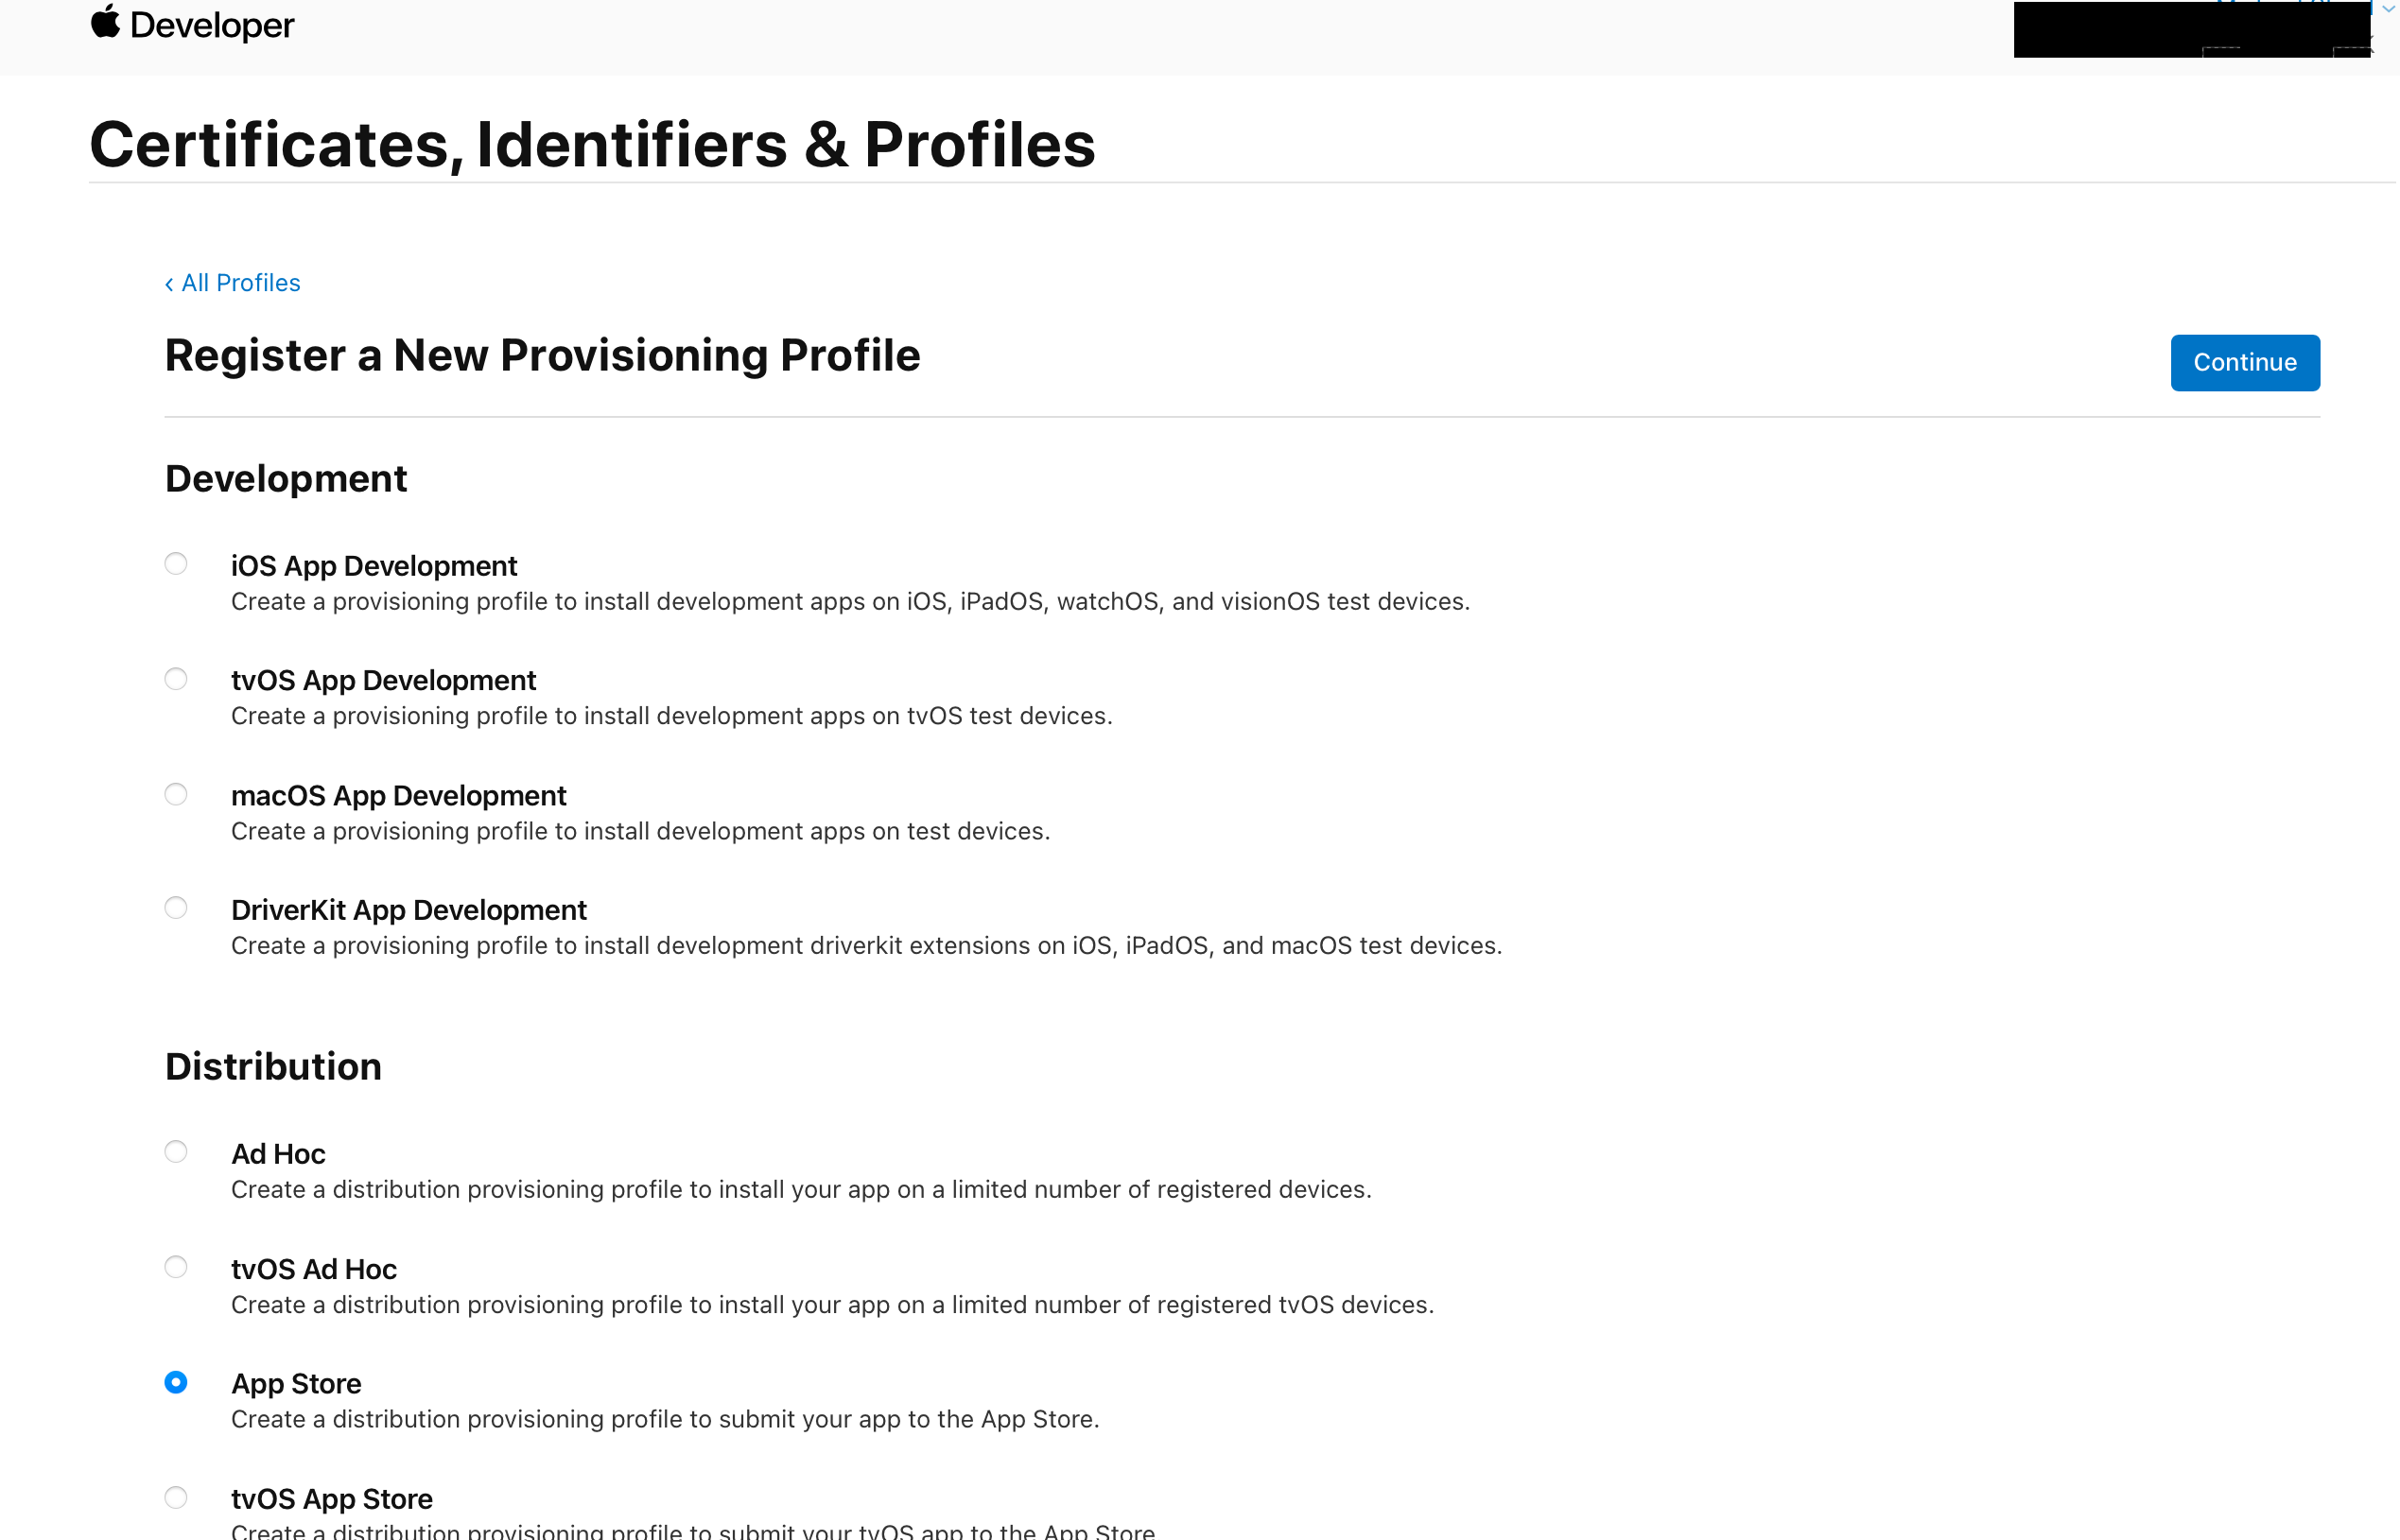 Developer
Certificates, Identifiers & Profiles
‹ All Profiles
Register a New Provisioning Profile
Continue
Development
iOS App Development
Create a provisioning profile to install development apps on iOS, iPadOS, watchOS, and visionOS test devices.
tvOS App Development
Create a provisioning profile to install development apps on tvOS test devices.
macOS App Development
Create a provisioning profile to install development apps on test devices.
DriverKit App Development
Create a provisioning profile to install development driverkit extensions on iOS, iPadOS, and macOS test devices.
Distribution
Ad Hoc
Create a distribution provisioning profile to install your app on a limited number of registered devices.
tvOS Ad Hoc
Create a distribution provisioning profile to install your app on a limited number of registered tvOS devices.
App Store
Create a distribution provisioning profile to submit your app to the App Store.
tvOS App Store
Create a distribution provisioning profile to submit your tvOS app to the App Store